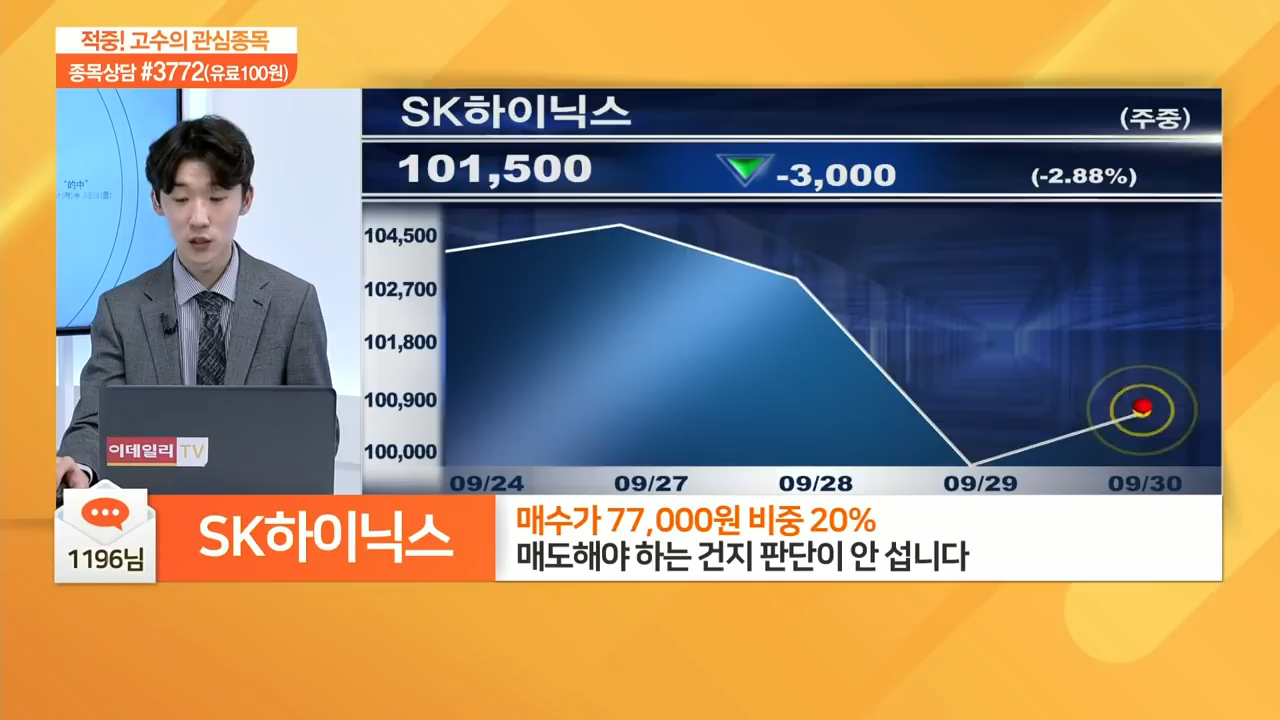 적중! 고수의 관심종목
종목상담 #3772(유료100원)
"的中"
SK하이닉스
(주중)
101,500
-3,000
(-2.88%)
104,500
102,700
101,800
100,900
100,000
09/24
09/27
09/28
09/29
09/30
이데일리 TV
1196님
SK하이닉스
매수가 77,000원 비중 20%
매도해야 하는 건지 판단이 안 섭니다